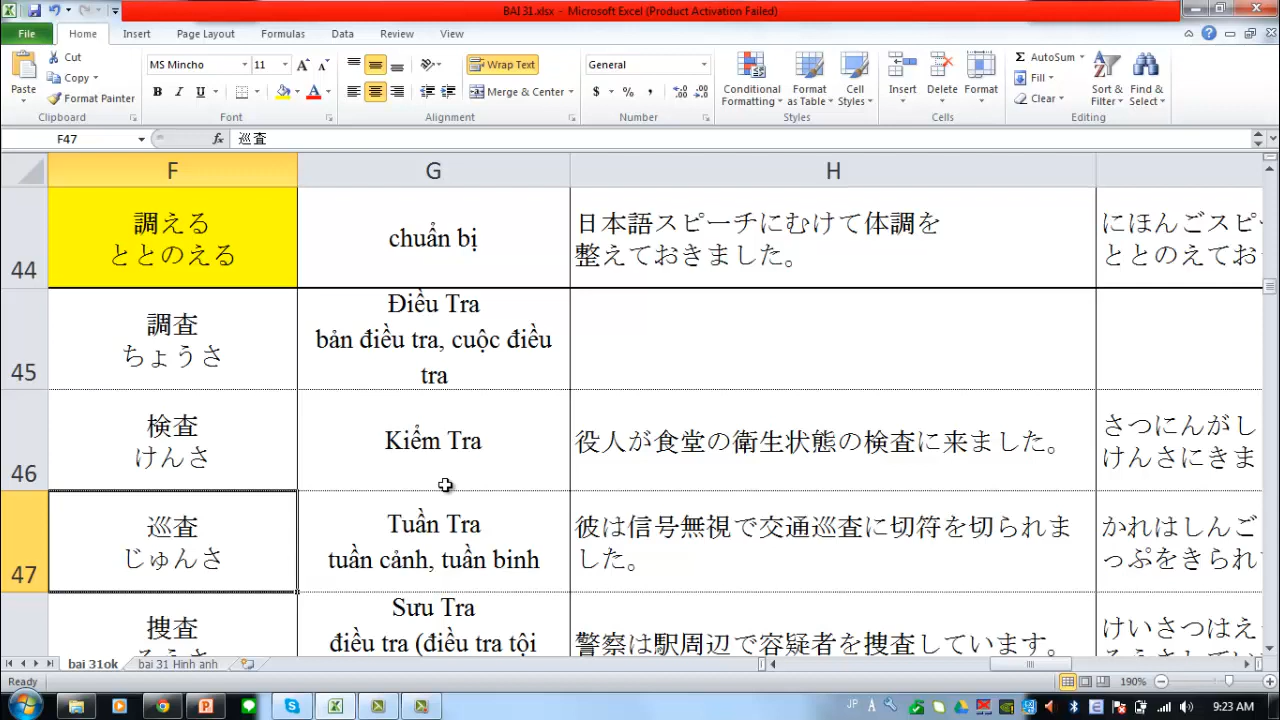 BAI 31.xlsx - Microsoft Excel (Product Activation Failed)
File Home Insert Page Layout Formulas Data Review View
Paste Cut Copy Format Painter Clipboard
MS Mincho 11 B I U A Font
Wrap Text Merge & Center Alignment
General $ % , Number
Conditional Formatting Format as Table Cell Styles Styles
Insert Delete Format Cells
AutoSum Fill Clear Sort & Filter Find & Select Editing
F47 fx 巡査
F G H
44
調える
ととのえる
chuẩn bị
日本語スピーチにむけて体調を
整えておきました。
にほんごスピ
ととのえてお
45
調査
ちょうさ
Điều Tra
bản điều tra, cuộc điều
tra
46
検査
けんさ
Kiểm Tra
役人が食堂の衛生状態の検査に来ました。
さつにんがし
けんさにきま
47
巡査
じゅんさ
Tuần Tra
tuần cảnh, tuần binh
彼は信号無視で交通巡査に切符を切られま
した。
かれはしんご
っぷをきられ
捜査
Sưu Tra
điều tra (điều tra tội
警察は駅周辺で容疑者を捜査しています。
けいさつはえ
bai 31ok bai 31 Hinh anh
Ready 190%
JP 9:23 AM